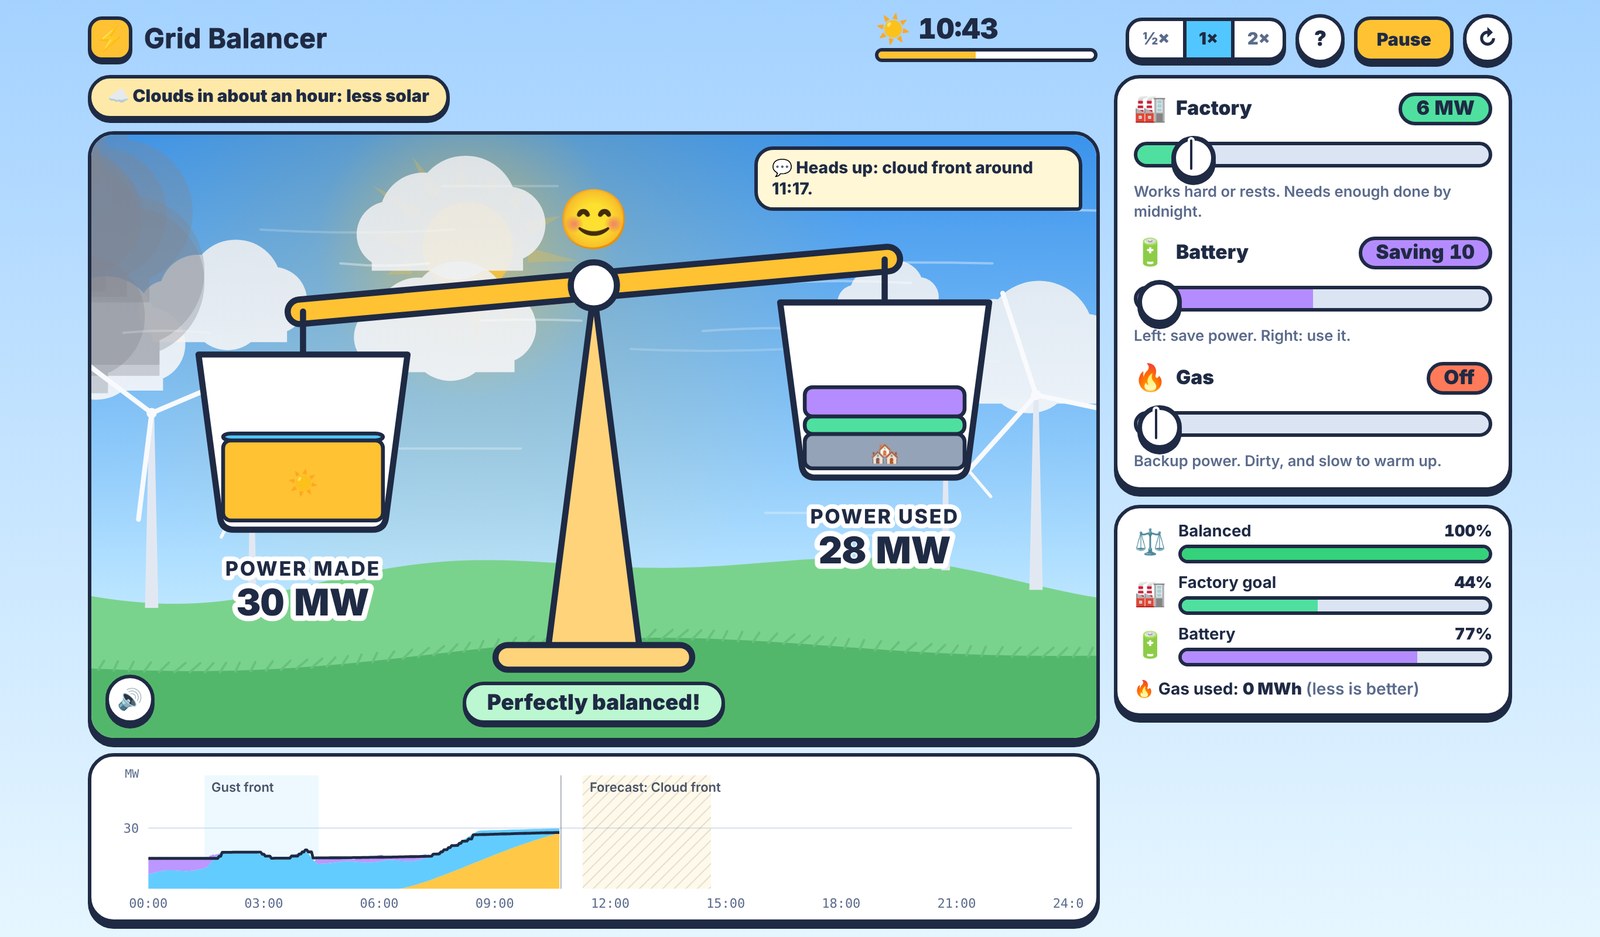 Grid Balancer
10:43
½×
1×
2×
?
Pause
Clouds in about an hour: less solar
Heads up: cloud front around
11:17.
POWER MADE
30 MW
POWER USED
28 MW
Perfectly balanced!
Factory
6 MW
Works hard or rests. Needs enough done by
midnight.
Battery
Saving 10
Left: save power. Right: use it.
Gas
Off
Backup power. Dirty, and slow to warm up.
Balanced
100%
Factory goal
44%
Battery
77%
Gas used: 0 MWh (less is better)
MW
30
Gust front
Forecast: Cloud front
00:00
03:00
06:00
09:00
12:00
15:00
18:00
21:00
24:0